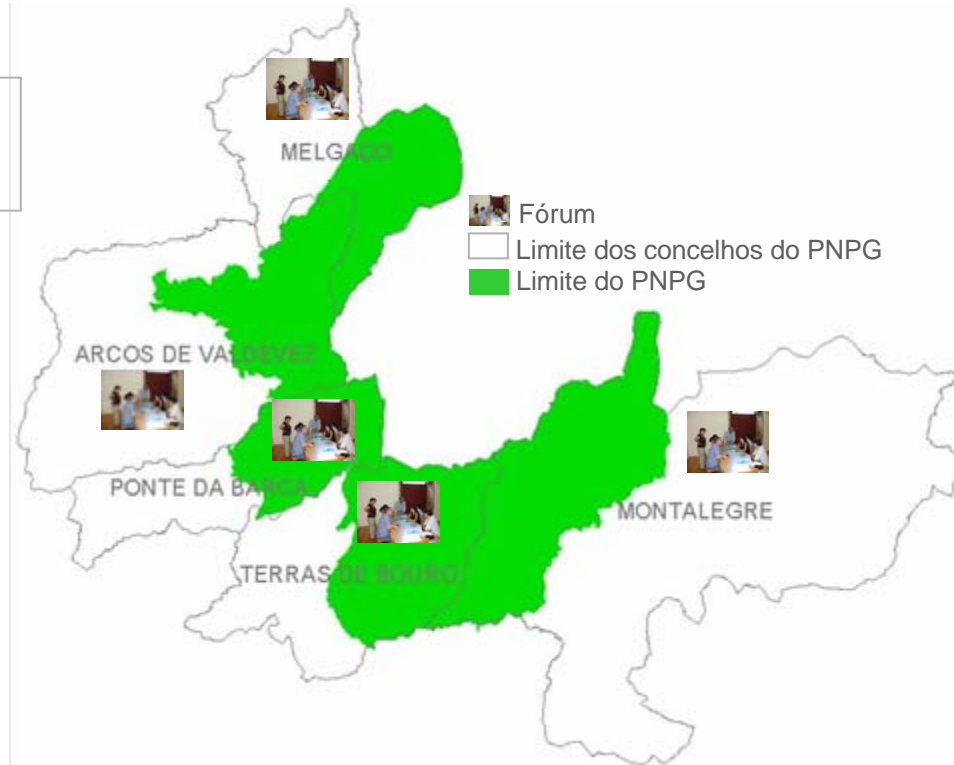 MELGAÇO
Fórum
Limite dos concelhos do PNPG
Limite do PNPG
ARCOS DE VALDEVEZ
PONTE DA BARCA
MONTALEGRE
TERRAS DE BOURO